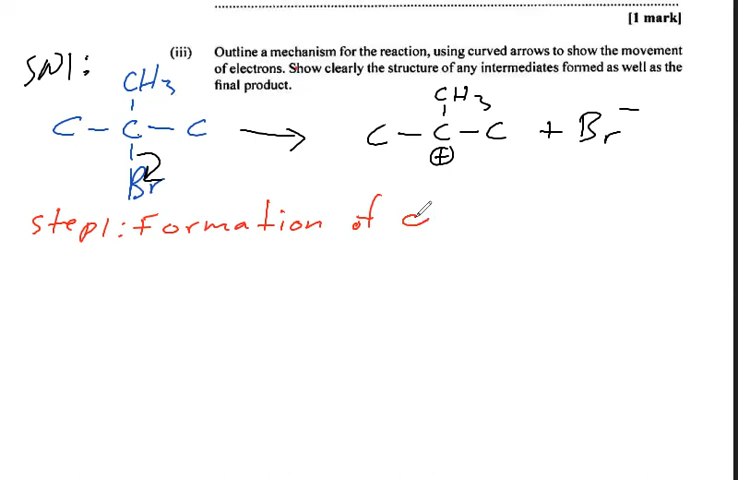 [1 mark]
(iii) Outline a mechanism for the reaction, using curved arrows to show the movement
of electrons. Show clearly the structure of any intermediates formed as well as the
final product.
SN1:
CH3
C - C - C
Br
CH3
C - C - C + Br⁻
⊕
Step1: Formation of c